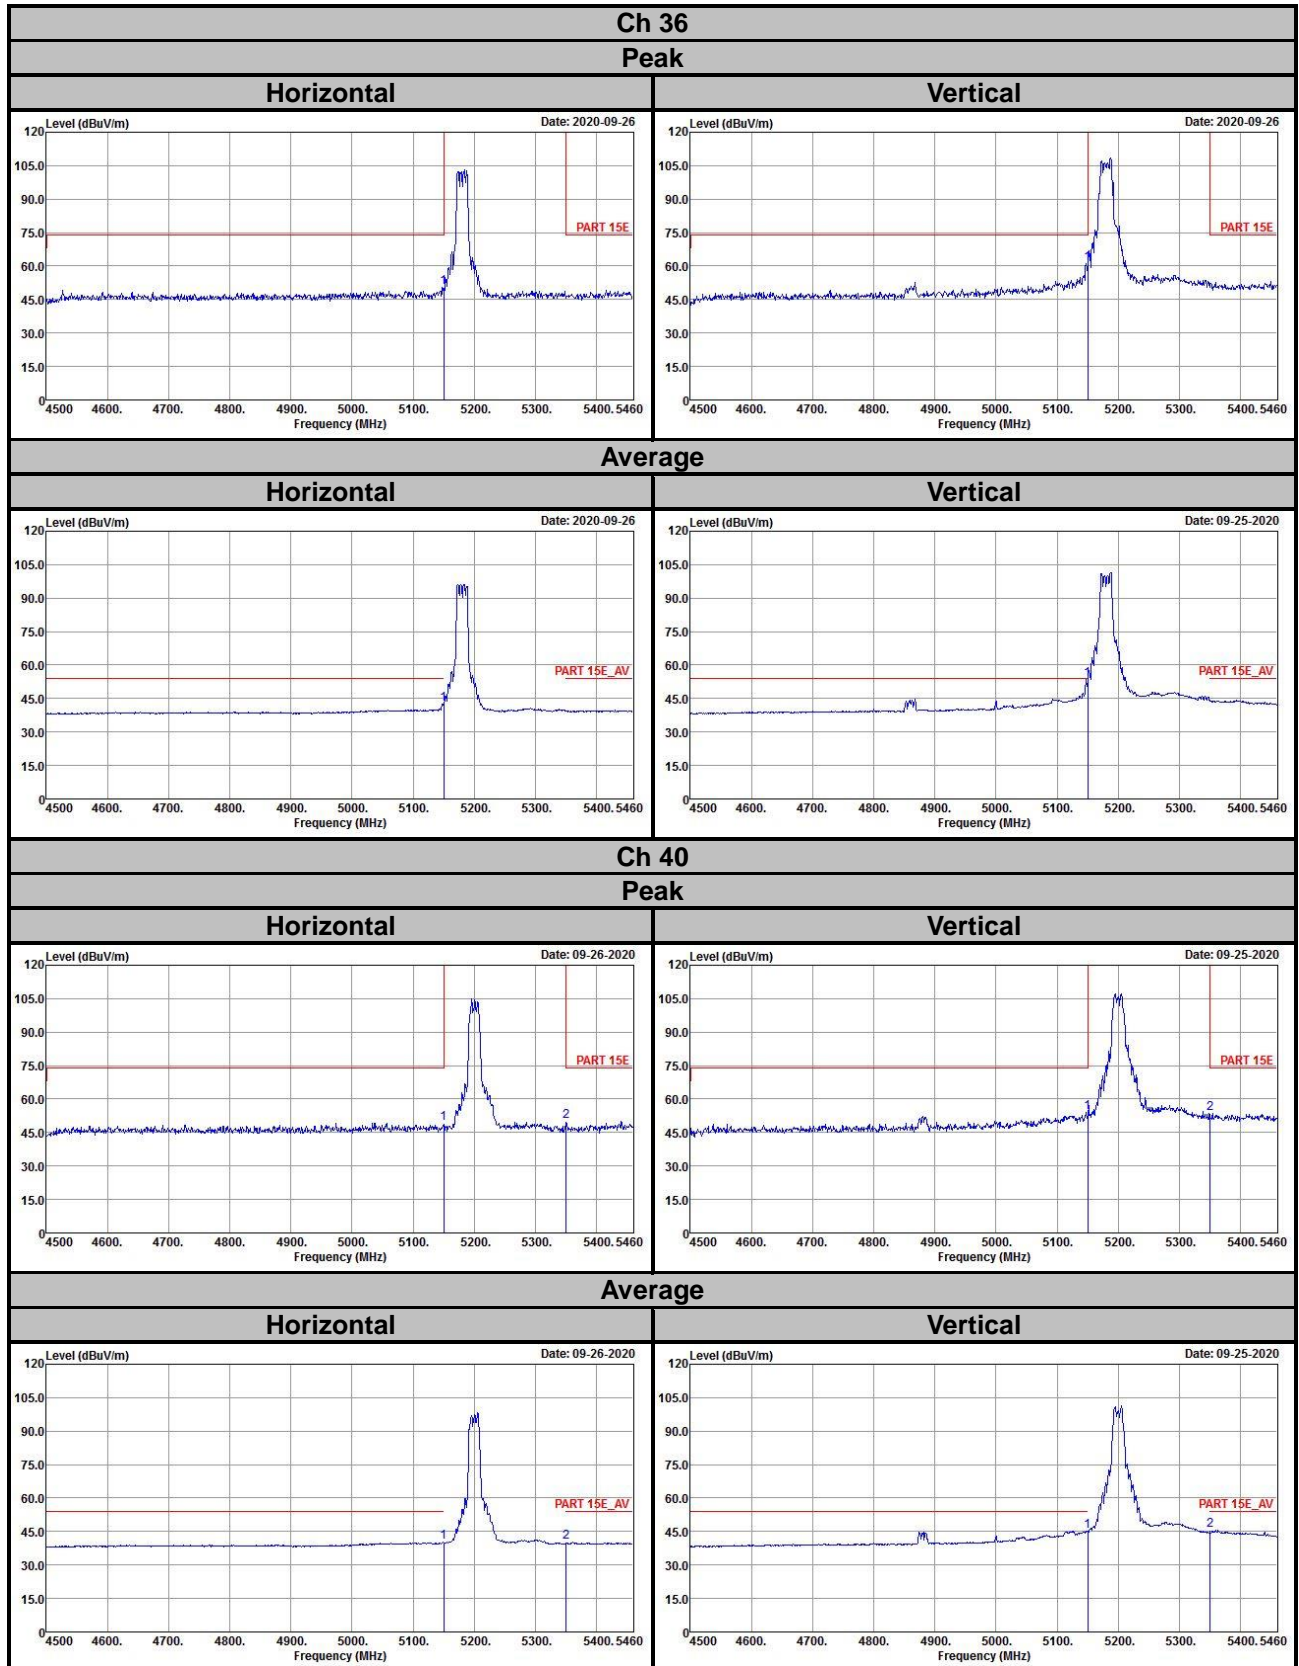 Ch 36
Peak
Horizontal Vertical
Level (dBuV/m) Date: 2020-09-26
120
105.0
90.0
75.0
60.0
45.0
30.0
15.0
0
PART 15E
1
4500 4600. 4700. 4800. 4900. 5000. 5100. 5200. 5300. 5400. 5460
Frequency (MHz)
Level (dBuV/m) Date: 2020-09-26
120
105.0
90.0
75.0
60.0
45.0
30.0
15.0
0
PART 15E
1
4500 4600. 4700. 4800. 4900. 5000. 5100. 5200. 5300. 5400. 5460
Frequency (MHz)
Average
Horizontal Vertical
Level (dBuV/m) Date: 2020-09-26
120
105.0
90.0
75.0
60.0
45.0
30.0
15.0
0
PART 15E_AV
1
4500 4600. 4700. 4800. 4900. 5000. 5100. 5200. 5300. 5400. 5460
Frequency (MHz)
Level (dBuV/m) Date: 09-25-2020
120
105.0
90.0
75.0
60.0
45.0
30.0
15.0
0
PART 15E_AV
1
4500 4600. 4700. 4800. 4900. 5000. 5100. 5200. 5300. 5400. 5460
Frequency (MHz)
Ch 40
Peak
Horizontal Vertical
Level (dBuV/m) Date: 09-26-2020
120
105.0
90.0
75.0
60.0
45.0
30.0
15.0
0
PART 15E
1 2
4500 4600. 4700. 4800. 4900. 5000. 5100. 5200. 5300. 5400. 5460
Frequency (MHz)
Level (dBuV/m) Date: 09-25-2020
120
105.0
90.0
75.0
60.0
45.0
30.0
15.0
0
PART 15E
1 2
4500 4600. 4700. 4800. 4900. 5000. 5100. 5200. 5300. 5400. 5460
Frequency (MHz)
Average
Horizontal Vertical
Level (dBuV/m) Date: 09-26-2020
120
105.0
90.0
75.0
60.0
45.0
30.0
15.0
0
PART 15E_AV
1 2
4500 4600. 4700. 4800. 4900. 5000. 5100. 5200. 5300. 5400. 5460
Frequency (MHz)
Level (dBuV/m) Date: 09-25-2020
120
105.0
90.0
75.0
60.0
45.0
30.0
15.0
0
PART 15E_AV
1 2
4500 4600. 4700. 4800. 4900. 5000. 5100. 5200. 5300. 5400. 5460
Frequency (MHz)